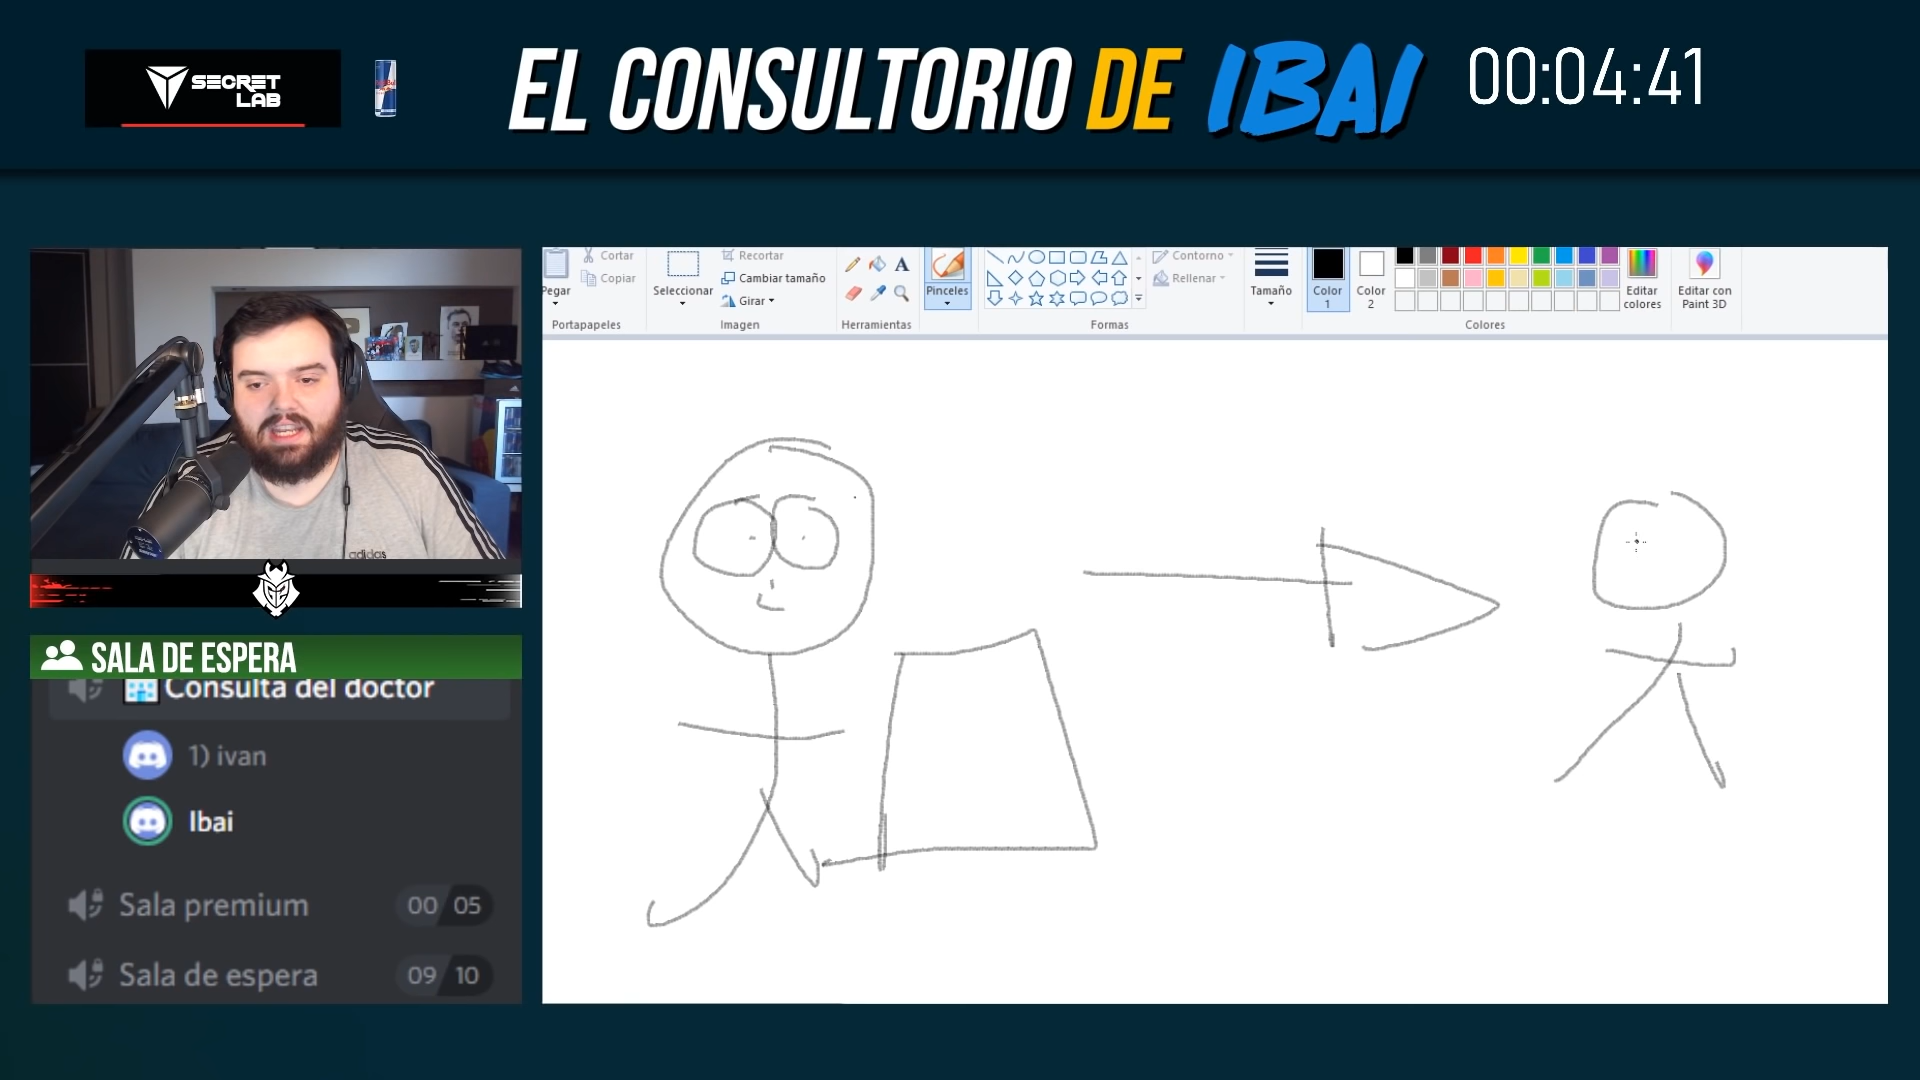 SECRET
LAB
EL CONSULTORIO DE IBAI
00:04:41
Cortar
Copiar
Pegar
Portapapeles
Seleccionar
Recortar
Cambiar tamaño
Girar
Imagen
A
Herramientas
Pinceles
Formas
Contorno
Rellenar
Tamaño
Color
1
Color
2
Editar
colores
Editar con
Paint 3D
Colores
adidas
SALA DE ESPERA
Consulta del doctor
1) ivan
Ibai
Sala premium 00 05
Sala de espera 09 10